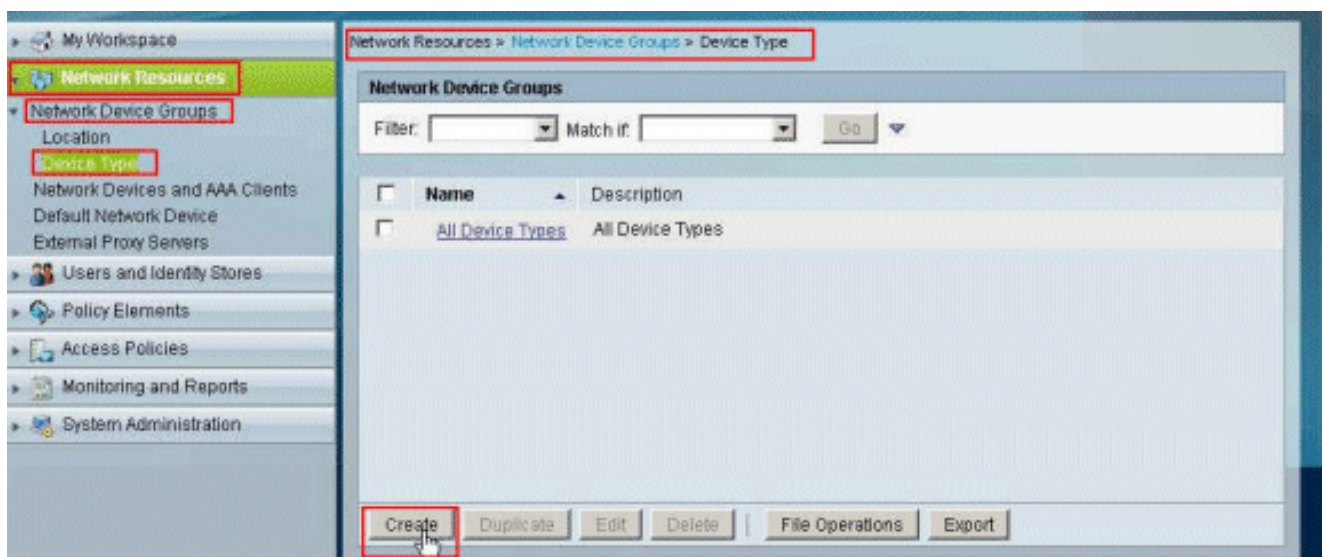 My Workspace
Network Resources
Network Device Groups
Location
Device Type
Network Devices and AAA Clients
Default Network Device
External Proxy Servers
Users and Identity Stores
Policy Elements
Access Policies
Monitoring and Reports
System Administration
Network Resources > Network Device Groups > Device Type
Network Device Groups
Filter: Match if: Go
Name Description
All Device Types All Device Types
Create Duplicate Edit Delete | File Operations Export